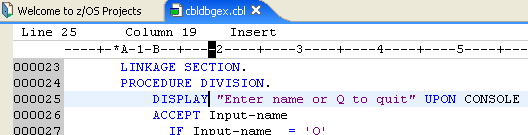 Welcome to z/OS Projects cbldbgex.cbl
Line 25 Column 19 Insert
----+-*A-1-B--+----2----+----3----+----4----+----5----+-
000023 LINKAGE SECTION.
000024 PROCEDURE DIVISION.
000025 DISPLAY "Enter name or Q to quit" UPON CONSOLE
000026 ACCEPT Input-name
000027 IF Input-name = 'Q'